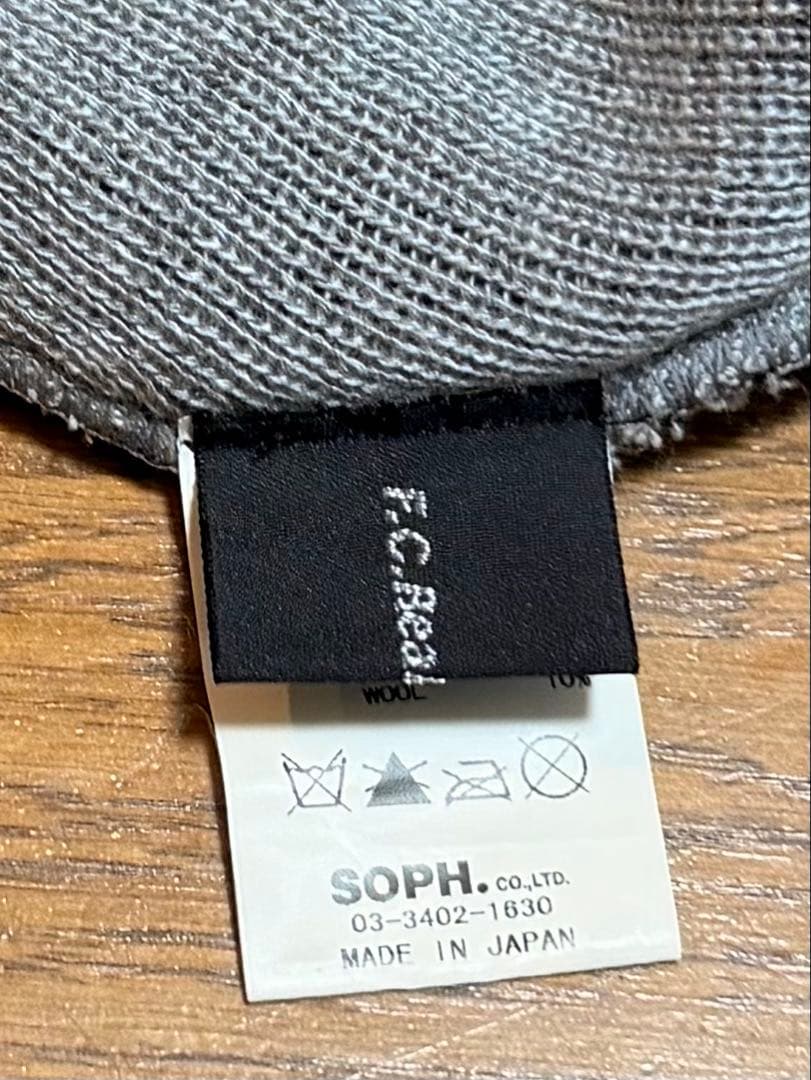 F.C.Real
WOOL 10%
SOPH. CO.,LTD.
03-3402-1630
MADE IN JAPAN